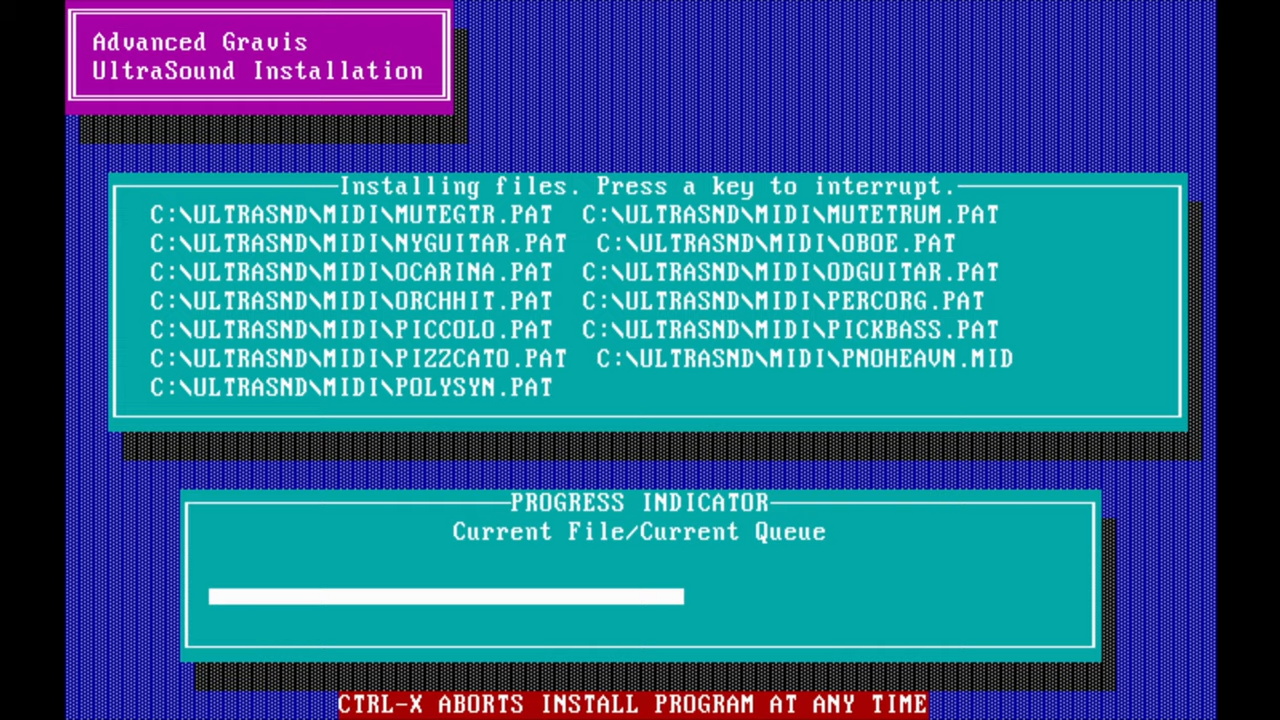 Advanced Gravis
UltraSound Installation
Installing files. Press a key to interrupt.
C:\ULTRASND\MIDI\MUTEGTR.PAT C:\ULTRASND\MIDI\MUTETRUM.PAT
C:\ULTRASND\MIDI\NYGUITAR.PAT C:\ULTRASND\MIDI\OBOE.PAT
C:\ULTRASND\MIDI\OCARINA.PAT C:\ULTRASND\MIDI\ODGUITAR.PAT
C:\ULTRASND\MIDI\ORCHHIT.PAT C:\ULTRASND\MIDI\PERCORG.PAT
C:\ULTRASND\MIDI\PICCOLO.PAT C:\ULTRASND\MIDI\PICKBASS.PAT
C:\ULTRASND\MIDI\PIZZCATO.PAT C:\ULTRASND\MIDI\PNOHEAVN.MID
C:\ULTRASND\MIDI\POLYSYN.PAT
PROGRESS INDICATOR
Current File/Current Queue
CTRL-X ABORTS INSTALL PROGRAM AT ANY TIME